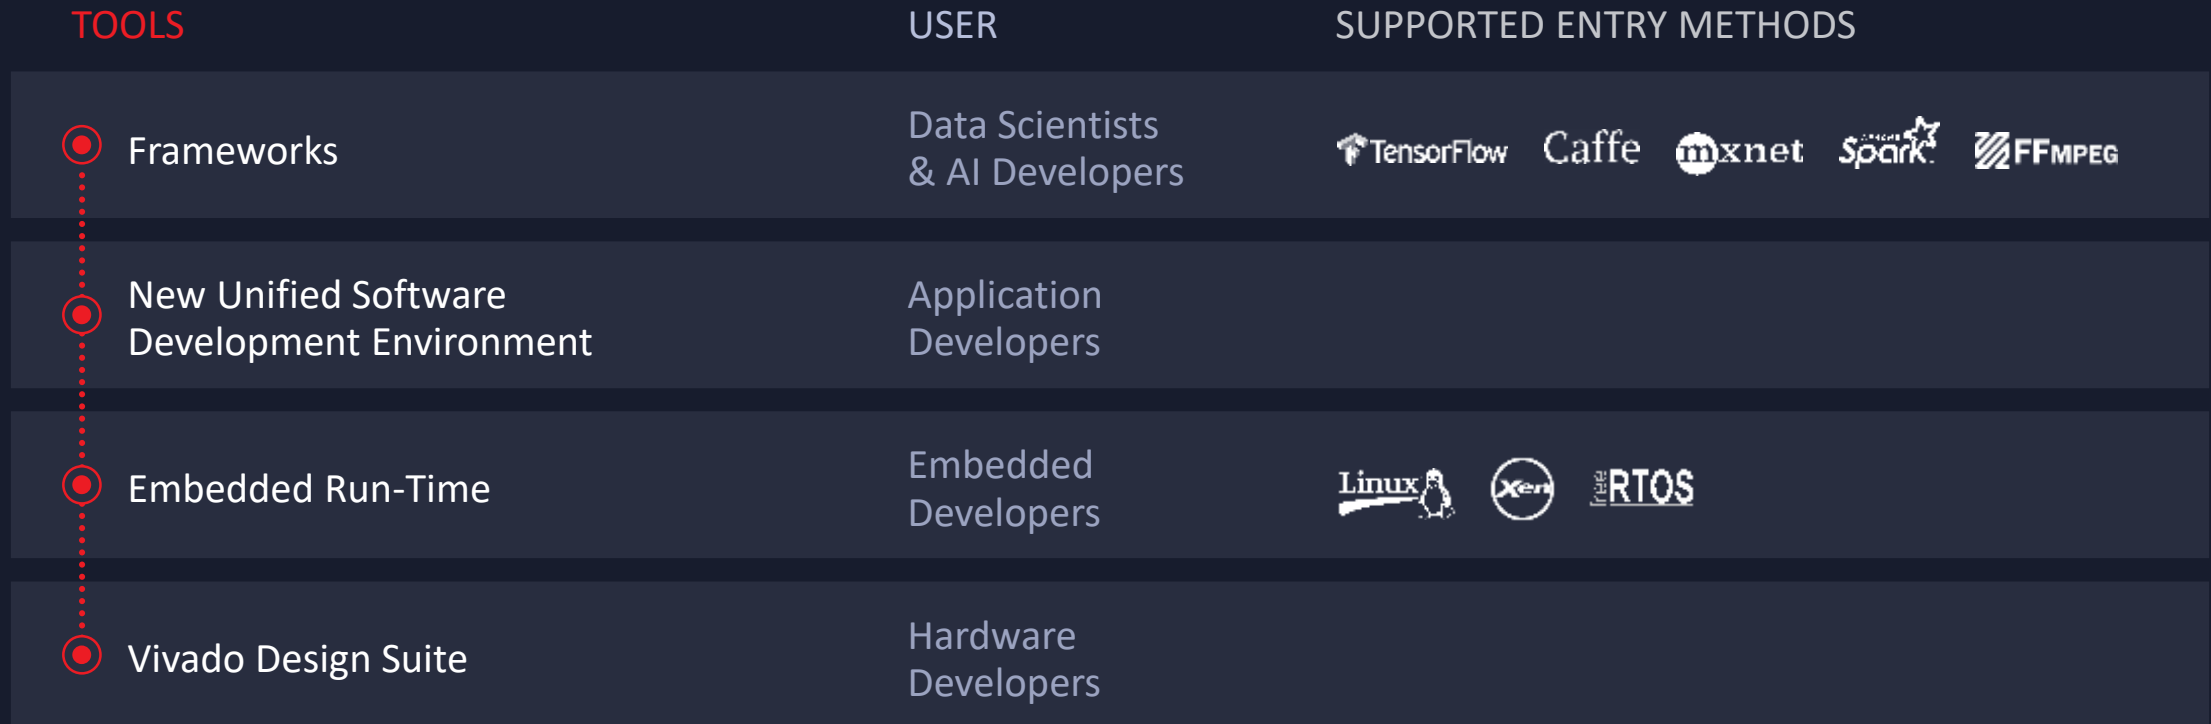 TOOLS USER SUPPORTED ENTRY METHODS
Frameworks
Data Scientists
& AI Developers
TensorFlow Caffe mxnet Spark FFMPEG
New Unified Software
Development Environment
Application
Developers
Embedded Run-Time
Embedded
Developers
Linux Xen RTOS
Vivado Design Suite
Hardware
Developers